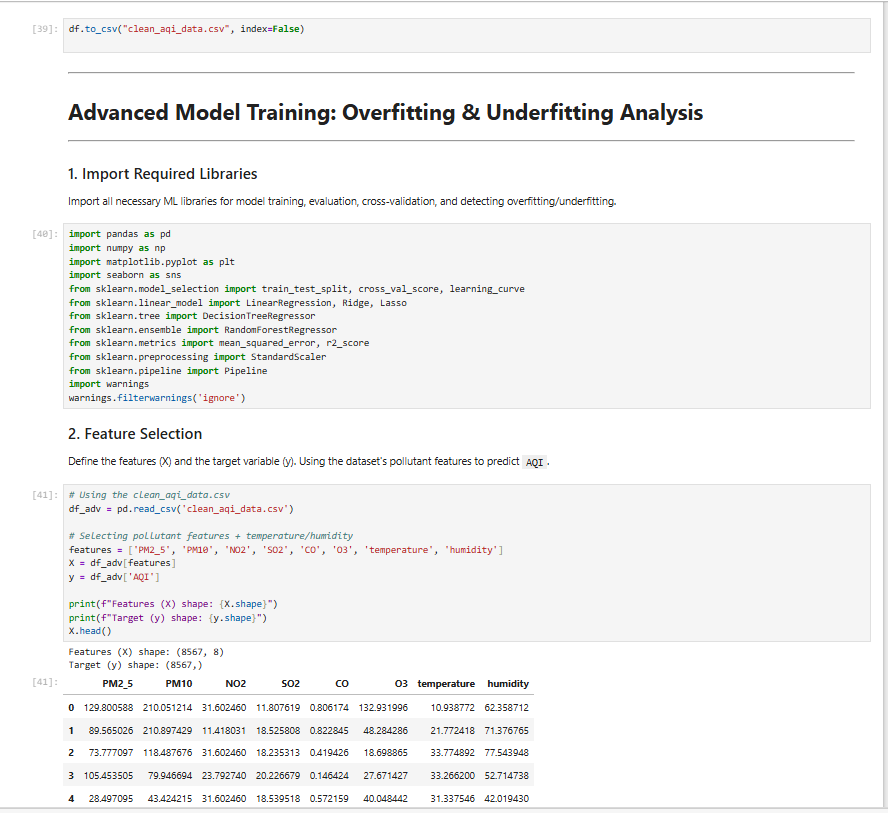 [39]: df.to_csv("clean_aqi_data.csv", index=False)
Advanced Model Training: Overfitting & Underfitting Analysis
1. Import Required Libraries
Import all necessary ML libraries for model training, evaluation, cross-validation, and detecting overfitting/underfitting.
[40]: import pandas as pd
import numpy as np
import matplotlib.pyplot as plt
import seaborn as sns
from sklearn.model_selection import train_test_split, cross_val_score, learning_curve
from sklearn.linear_model import LinearRegression, Ridge, Lasso
from sklearn.tree import DecisionTreeRegressor
from sklearn.ensemble import RandomForestRegressor
from sklearn.metrics import mean_squared_error, r2_score
from sklearn.preprocessing import StandardScaler
from sklearn.pipeline import Pipeline
import warnings
warnings.filterwarnings('ignore')
2. Feature Selection
Define the features (X) and the target variable (y). Using the dataset's pollutant features to predict AQI .
[41]: # Using the clean_aqi_data.csv
df_adv = pd.read_csv('clean_aqi_data.csv')
# Selecting pollutant features + temperature/humidity
features = ['PM2_5', 'PM10', 'NO2', 'SO2', 'CO', 'O3', 'temperature', 'humidity']
X = df_adv[features]
y = df_adv['AQI']
print(f"Features (X) shape: {X.shape}")
print(f"Target (y) shape: {y.shape}")
X.head()
Features (X) shape: (8567, 8)
Target (y) shape: (8567,)
[41]: PM2_5 PM10 NO2 SO2 CO O3 temperature humidity
0 129.800588 210.051214 31.602460 11.807619 0.806174 132.931996 10.938772 62.358712
1 89.565026 210.897429 11.418031 18.525808 0.822845 48.284286 21.772418 71.376765
2 73.777097 118.487676 31.602460 18.235313 0.419426 18.698865 33.774892 77.543948
3 105.453505 79.946694 23.792740 20.226679 0.146424 27.671427 33.266200 52.714738
4 28.497095 43.424215 31.602460 18.539518 0.572159 40.048442 31.337546 42.019430